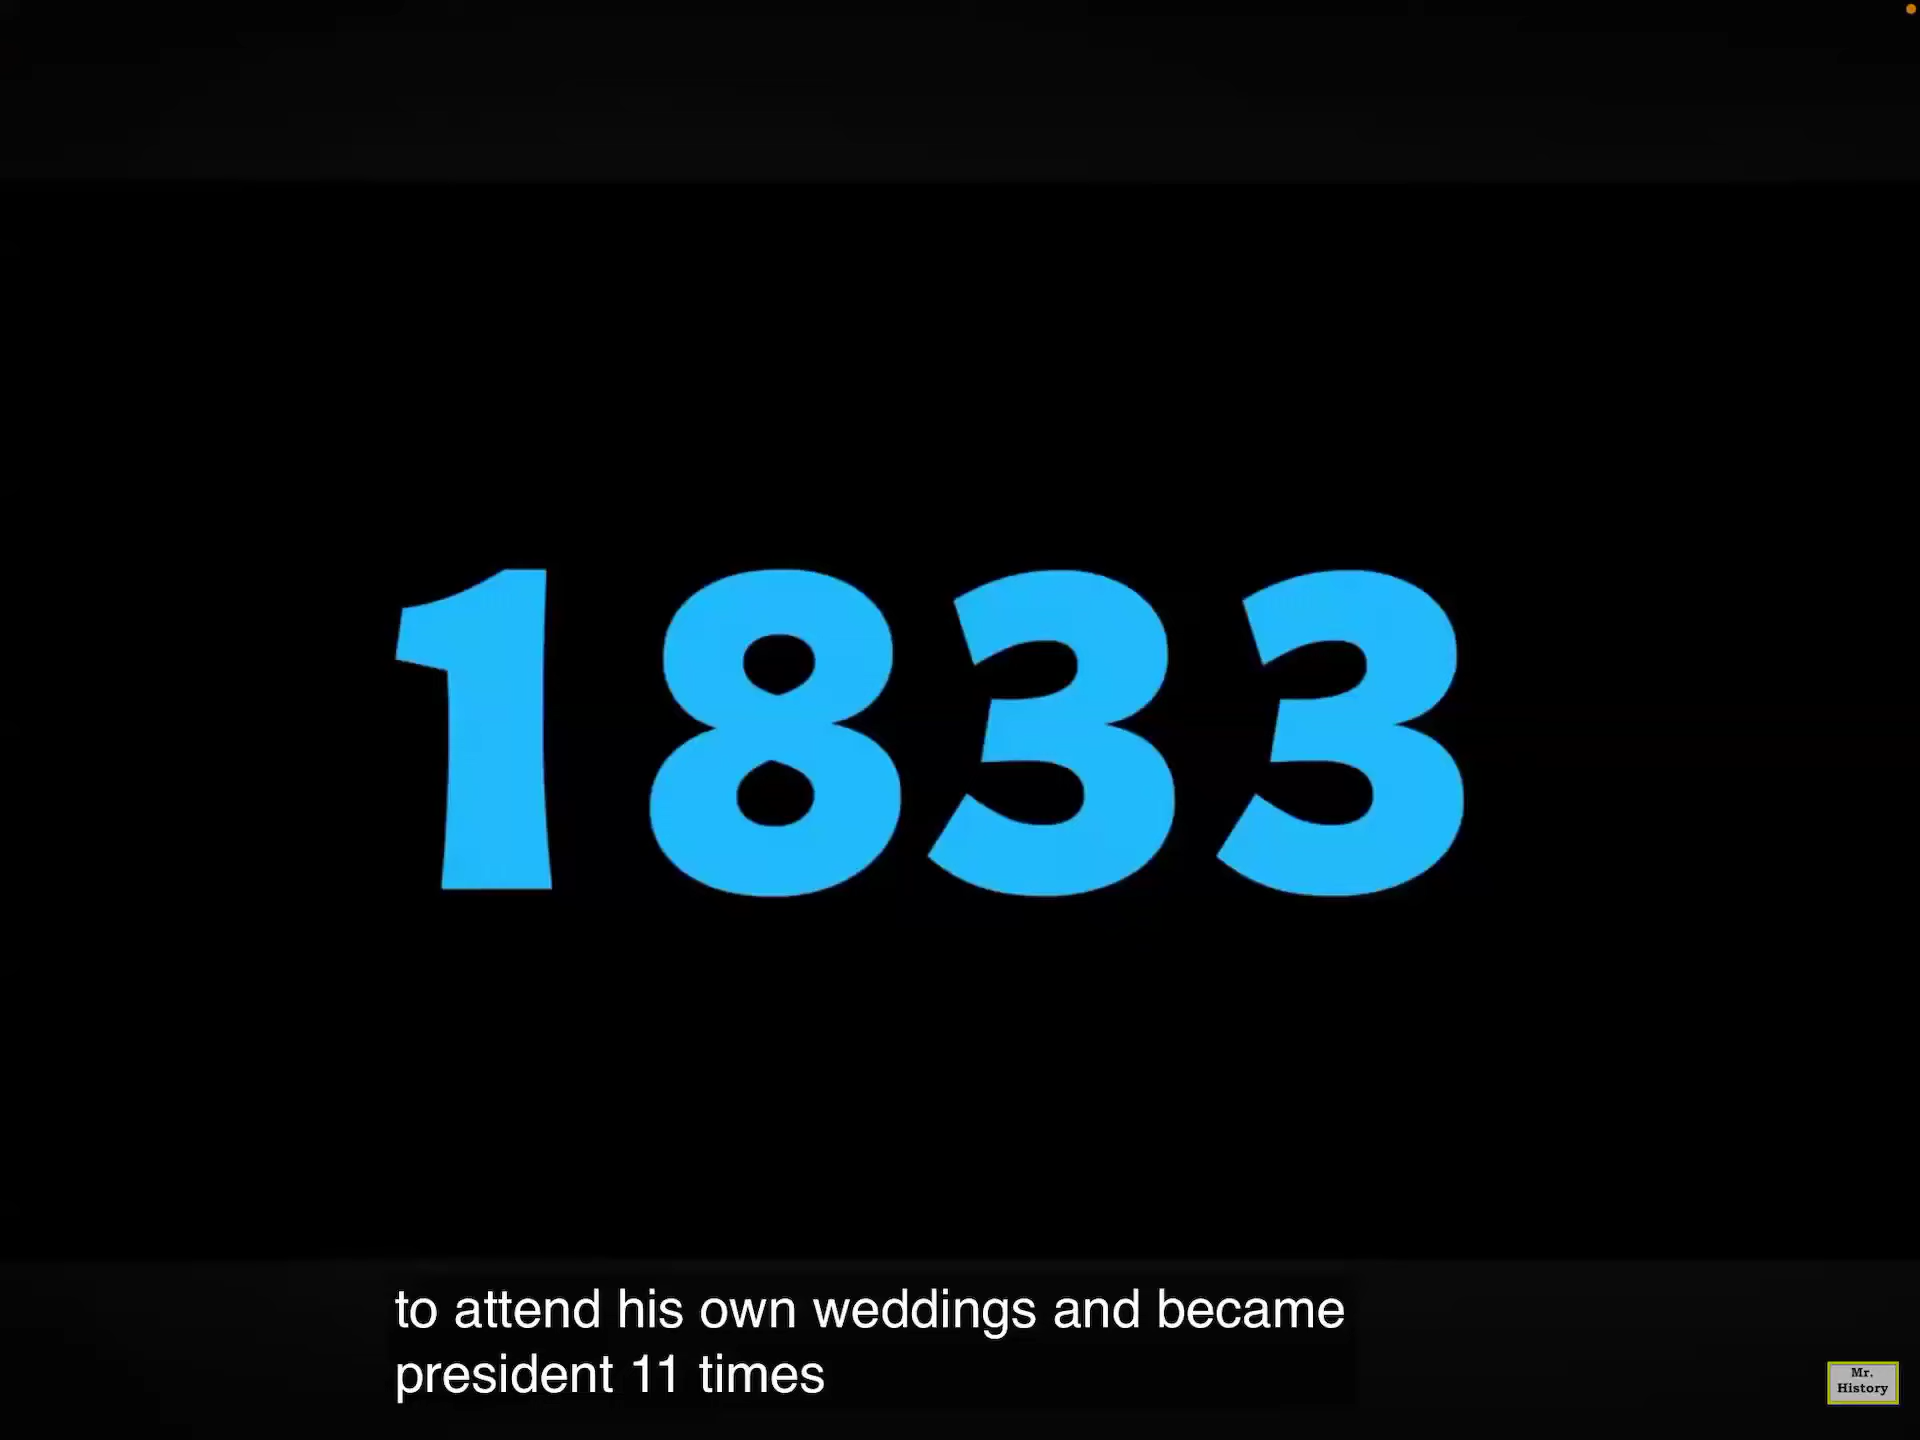 1833
to attend his own weddings and became
president 11 times
Mr.
History